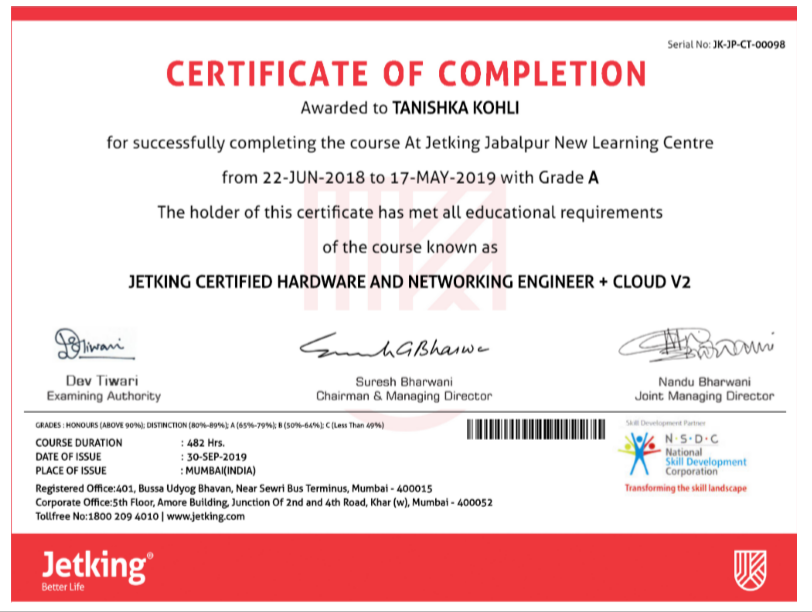 Serial No: JK-JP-CT-00098
CERTIFICATE OF COMPLETION
Awarded to TANISHKA KOHLI
for successfully completing the course At Jetking Jabalpur New Learning Centre
from 22-JUN-2018 to 17-MAY-2019 with Grade A
The holder of this certificate has met all educational requirements
of the course known as
JETKING CERTIFIED HARDWARE AND NETWORKING ENGINEER + CLOUD V2
Dev Tiwari
Examining Authority
Suresh Bharwani
Chairman & Managing Director
Nandu Bharwani
Joint Managing Director
GRADES : HONOURS (ABOVE 90%); DISTINCTION (80%-89%); A (65%-79%); B (50%-64%); C (Less Than 49%)
COURSE DURATION : 482 Hrs.
DATE OF ISSUE : 30-SEP-2019
PLACE OF ISSUE : MUMBAI(INDIA)
Registered Office:401, Bussa Udyog Bhavan, Near Sewri Bus Terminus, Mumbai - 400015
Corporate Office:5th Floor, Amore Building, Junction Of 2nd and 4th Road, Khar (w), Mumbai - 400052
Tollfree No:1800 209 4010 | www.jetking.com
Skill Development Partner
N·S·D·C
National
Skill Development
Corporation
Transforming the skill landscape
Jetking®
Better Life